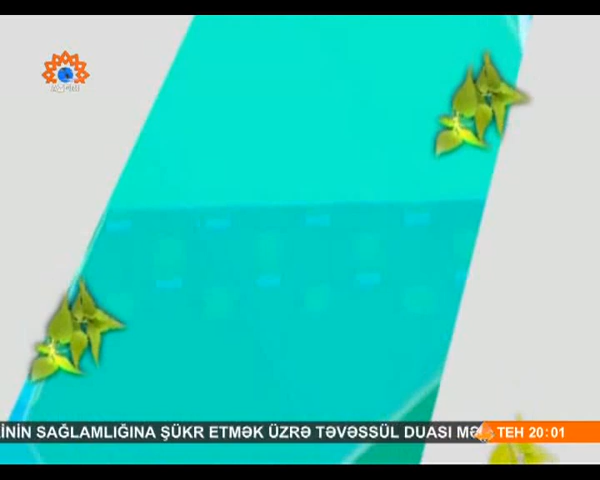 İNİN SAĞLAMLIĞINA ŞÜKR ETMƏK ÜZRƏ TƏVƏSSÜL DUASI MƏ
TEH 20:01